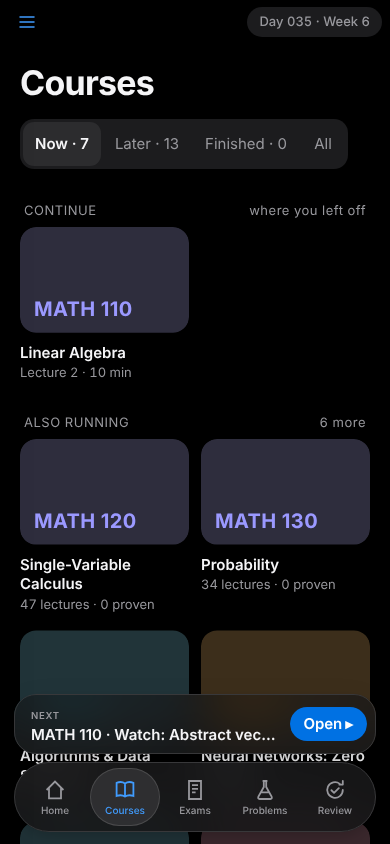 Day 035 · Week 6
Courses
Now · 7
Later · 13
Finished · 0
All
CONTINUE
where you left off
MATH 110
Linear Algebra
Lecture 2 · 10 min
ALSO RUNNING
6 more
MATH 120
MATH 130
Single-Variable
Calculus
47 lectures · 0 proven
Probability
34 lectures · 0 proven
NEXT
MATH 110 · Watch: Abstract vec...
Open ▸
Algorithms & Data
Neural Networks: Zero
Home
Courses
Exams
Problems
Review